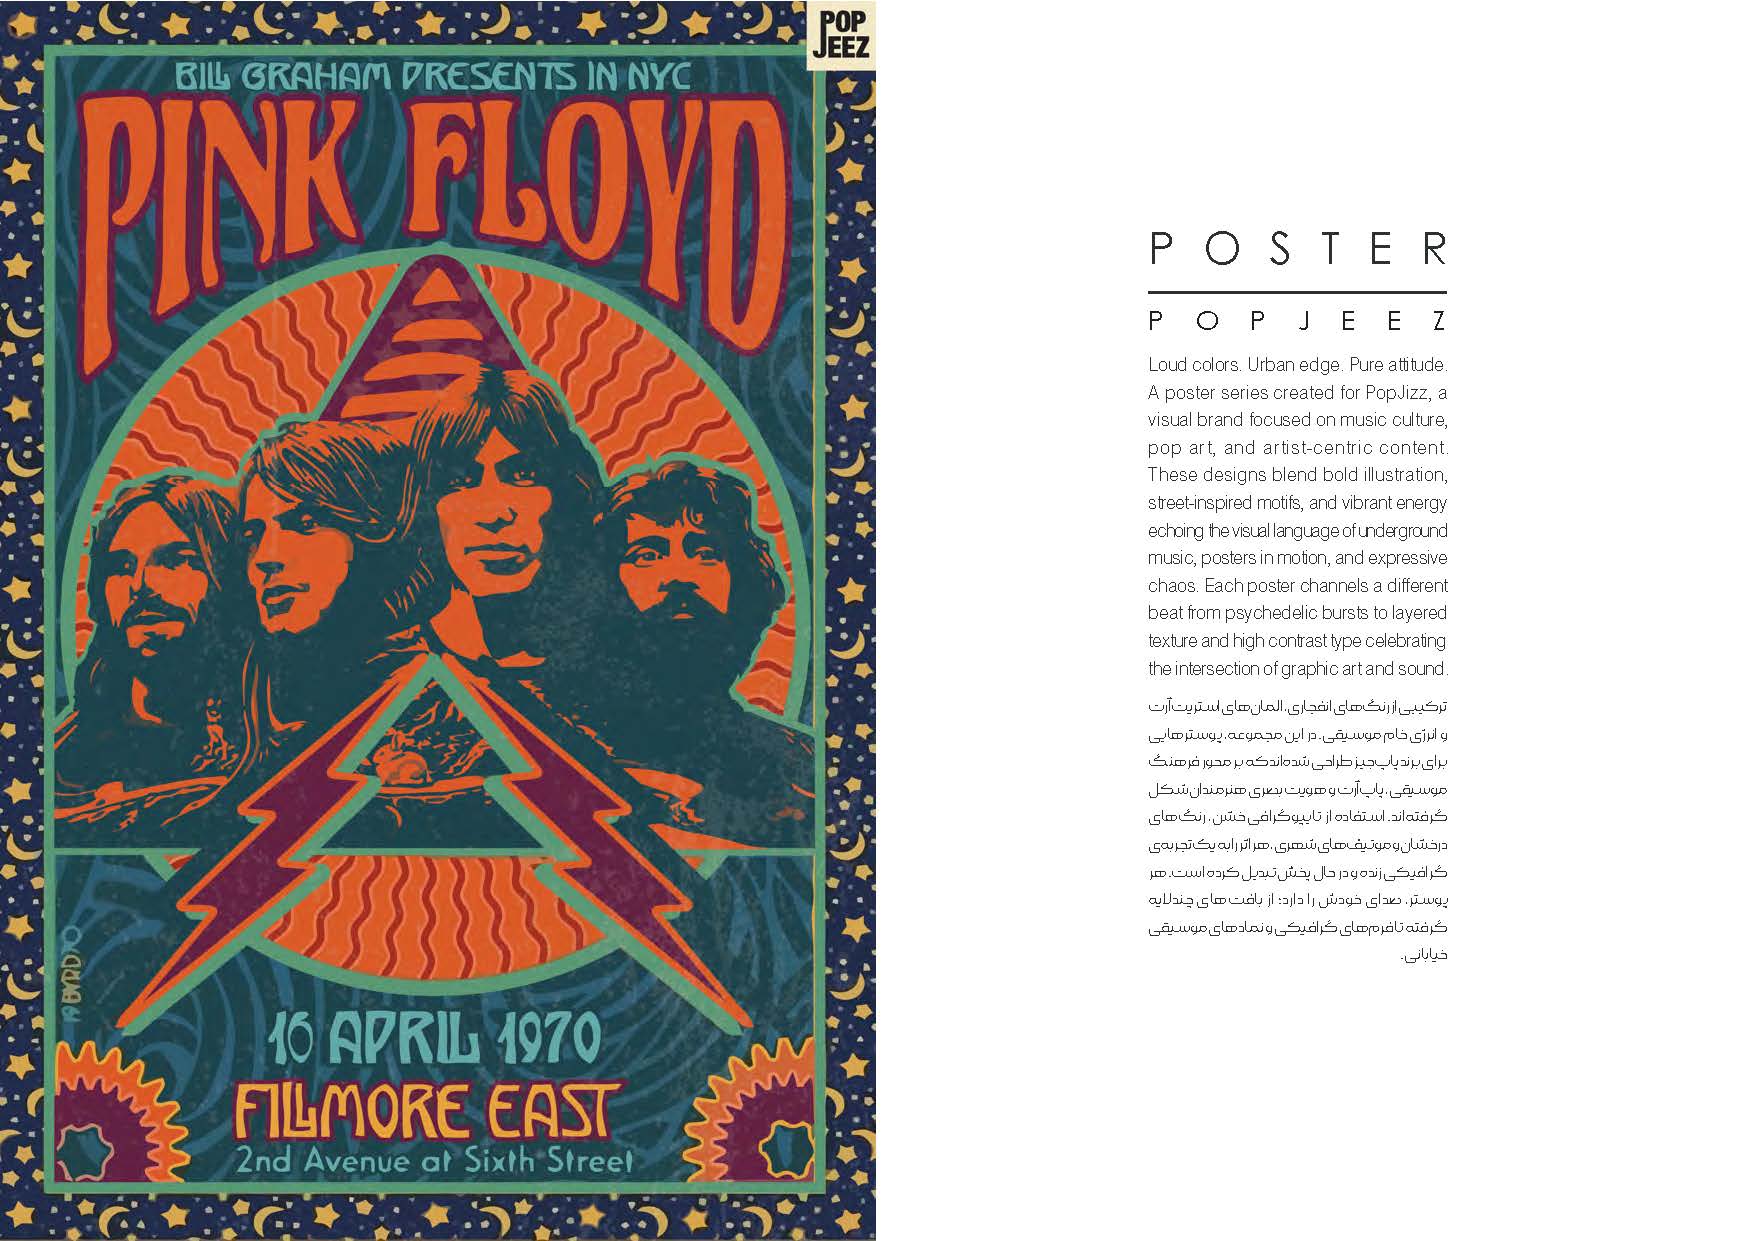 POP
JEEZ
BILL GRAHAM PRESENTS IN NYC
PINK FLOYD
19 BYRD 70
16 APRIL 1970
FILLMORE EAST
2nd Avenue at Sixth Street
POSTER
POPJEEZ
Loud colors. Urban edge. Pure attitude.
A poster series created for PopJizz, a
visual brand focused on music culture,
pop art, and artist-centric content.
These designs blend bold illustration,
street-inspired motifs, and vibrant energy
echoing the visual language of underground
music, posters in motion, and expressive
chaos. Each poster channels a different
beat from psychedelic bursts to layered
texture and high contrast type celebrating
the intersection of graphic art and sound.
ترکیبی از رنگ‌های انفجاری، المان‌های استریت‌آرت
و انرژی خام موسیقی. در این مجموعه، پوسترهایی
برای برند پاپ‌جیز طراحی شده‌اند که بر محور فرهنگ
موسیقی، پاپ‌آرت و هویت بصری هنرمندان شکل
گرفته‌اند. استفاده از تایپوگرافی خشن، رنگ‌های
درخشان و موتیف‌های شهری، هر اثر را به یک تجربه‌ی
گرافیکی زنده و در حال پخش تبدیل کرده است. هر
پوستر، صدای خودش را دارد؛ از بافت های چندلایه
گرفته تا فرم‌های گرافیکی و نمادهای موسیقی
خیابانی.